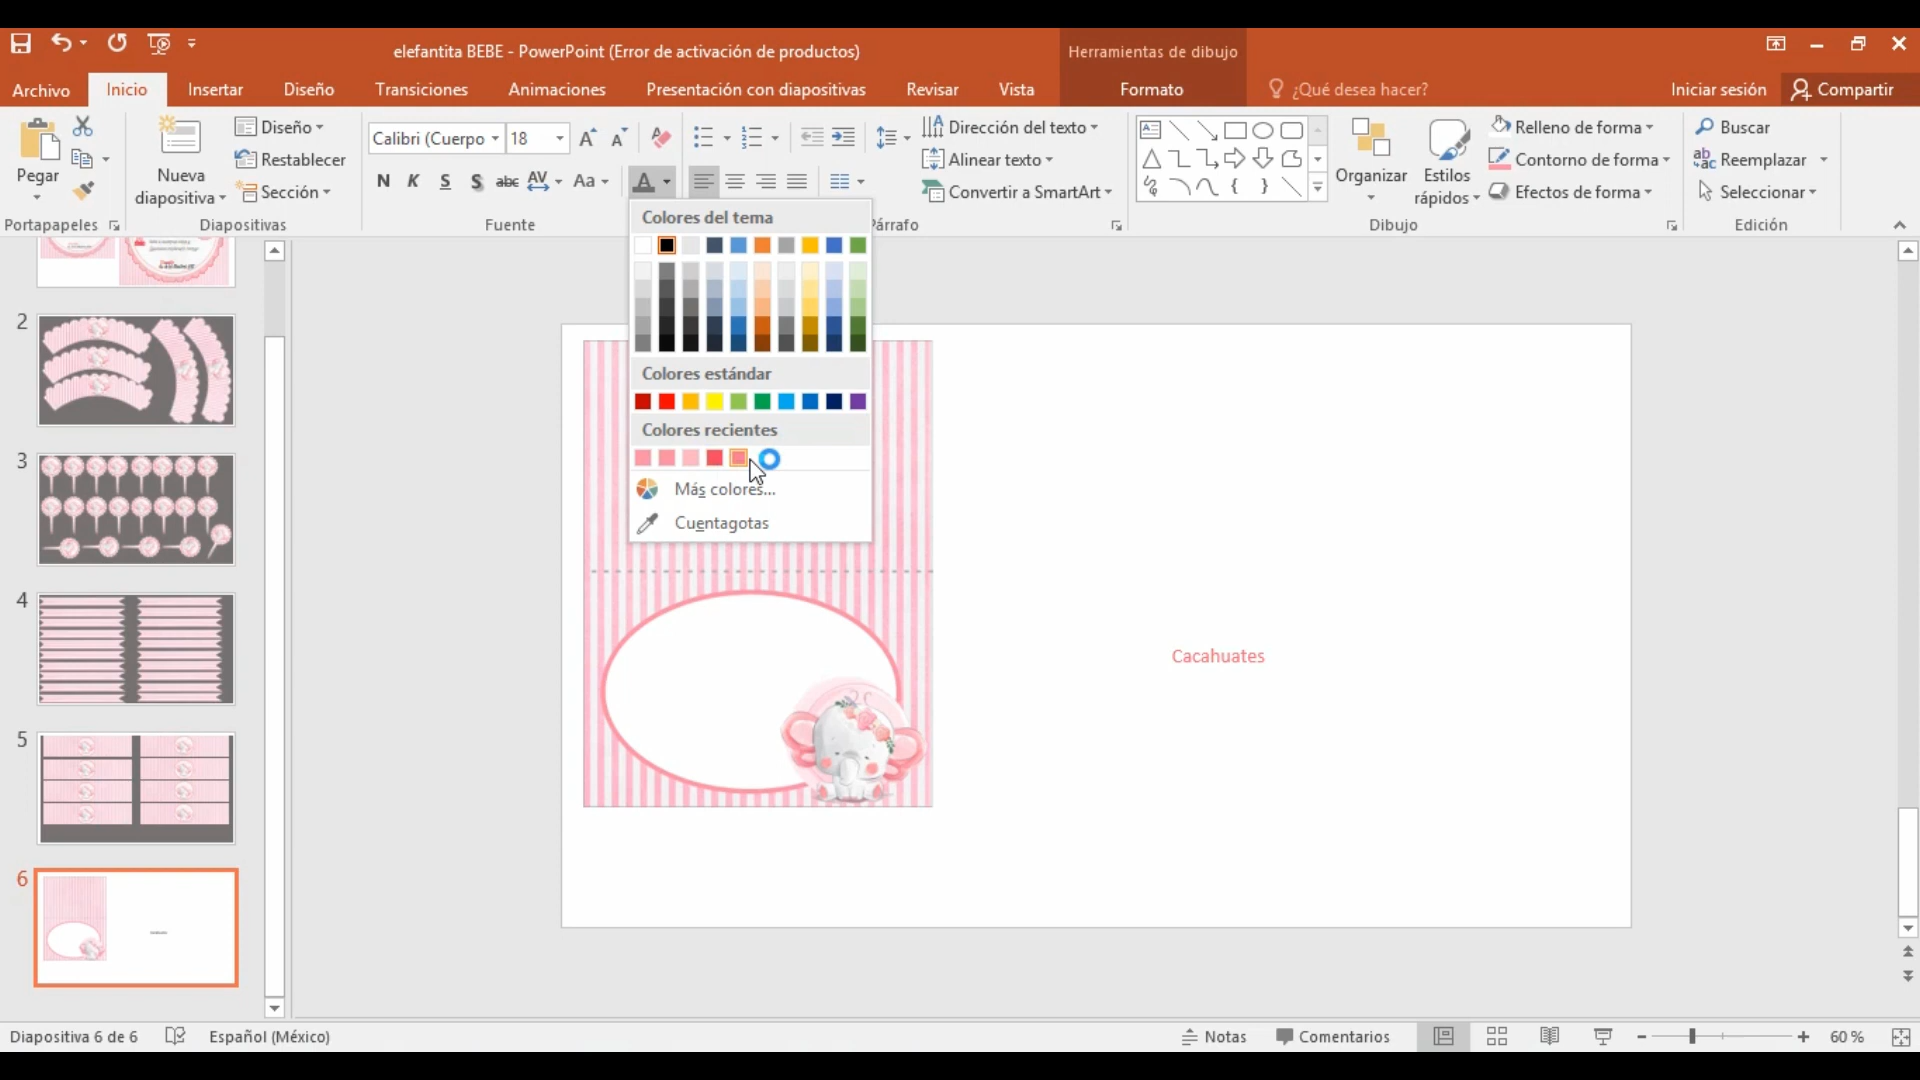 elefantita BEBE - PowerPoint (Error de activación de productos)
Herramientas de dibujo
Archivo
Inicio
Insertar
Diseño
Transiciones
Animaciones
Presentación con diapositivas
Revisar
Vista
Formato
¿Qué desea hacer?
Iniciar sesión
Compartir
Pegar
Nueva diapositiva
Diseño
Restablecer
Sección
Calibri (Cuerpo
18
N K S S abc AV Aa A
Dirección del texto
Alinear texto
Convertir a SmartArt
Organizar
Estilos rápidos
Relleno de forma
Contorno de forma
Efectos de forma
Buscar
Reemplazar
Seleccionar
Portapapeles
Diapositivas
Fuente
Párrafo
Dibujo
Edición
Colores del tema
Colores estándar
Colores recientes
Más colores...
Cuentagotas
2
3
4
5
6
Cacahuates
Diapositiva 6 de 6
Español (México)
Notas
Comentarios
60 %